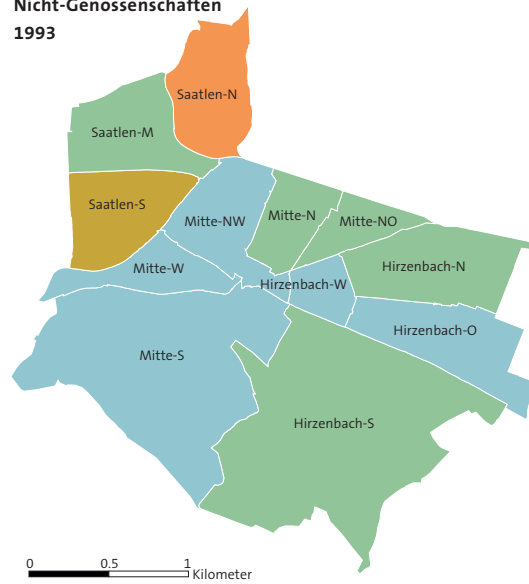 Nicht-Genossenschaften
1993
Saatlen-N
Saatlen-M
Saatlen-S
Mitte-NW
Mitte-N
Mitte-NO
Mitte-W
Hirzenbach-W
Hirzenbach-N
Hirzenbach-O
Mitte-S
Hirzenbach-S
0 0.5 1
Kilometer